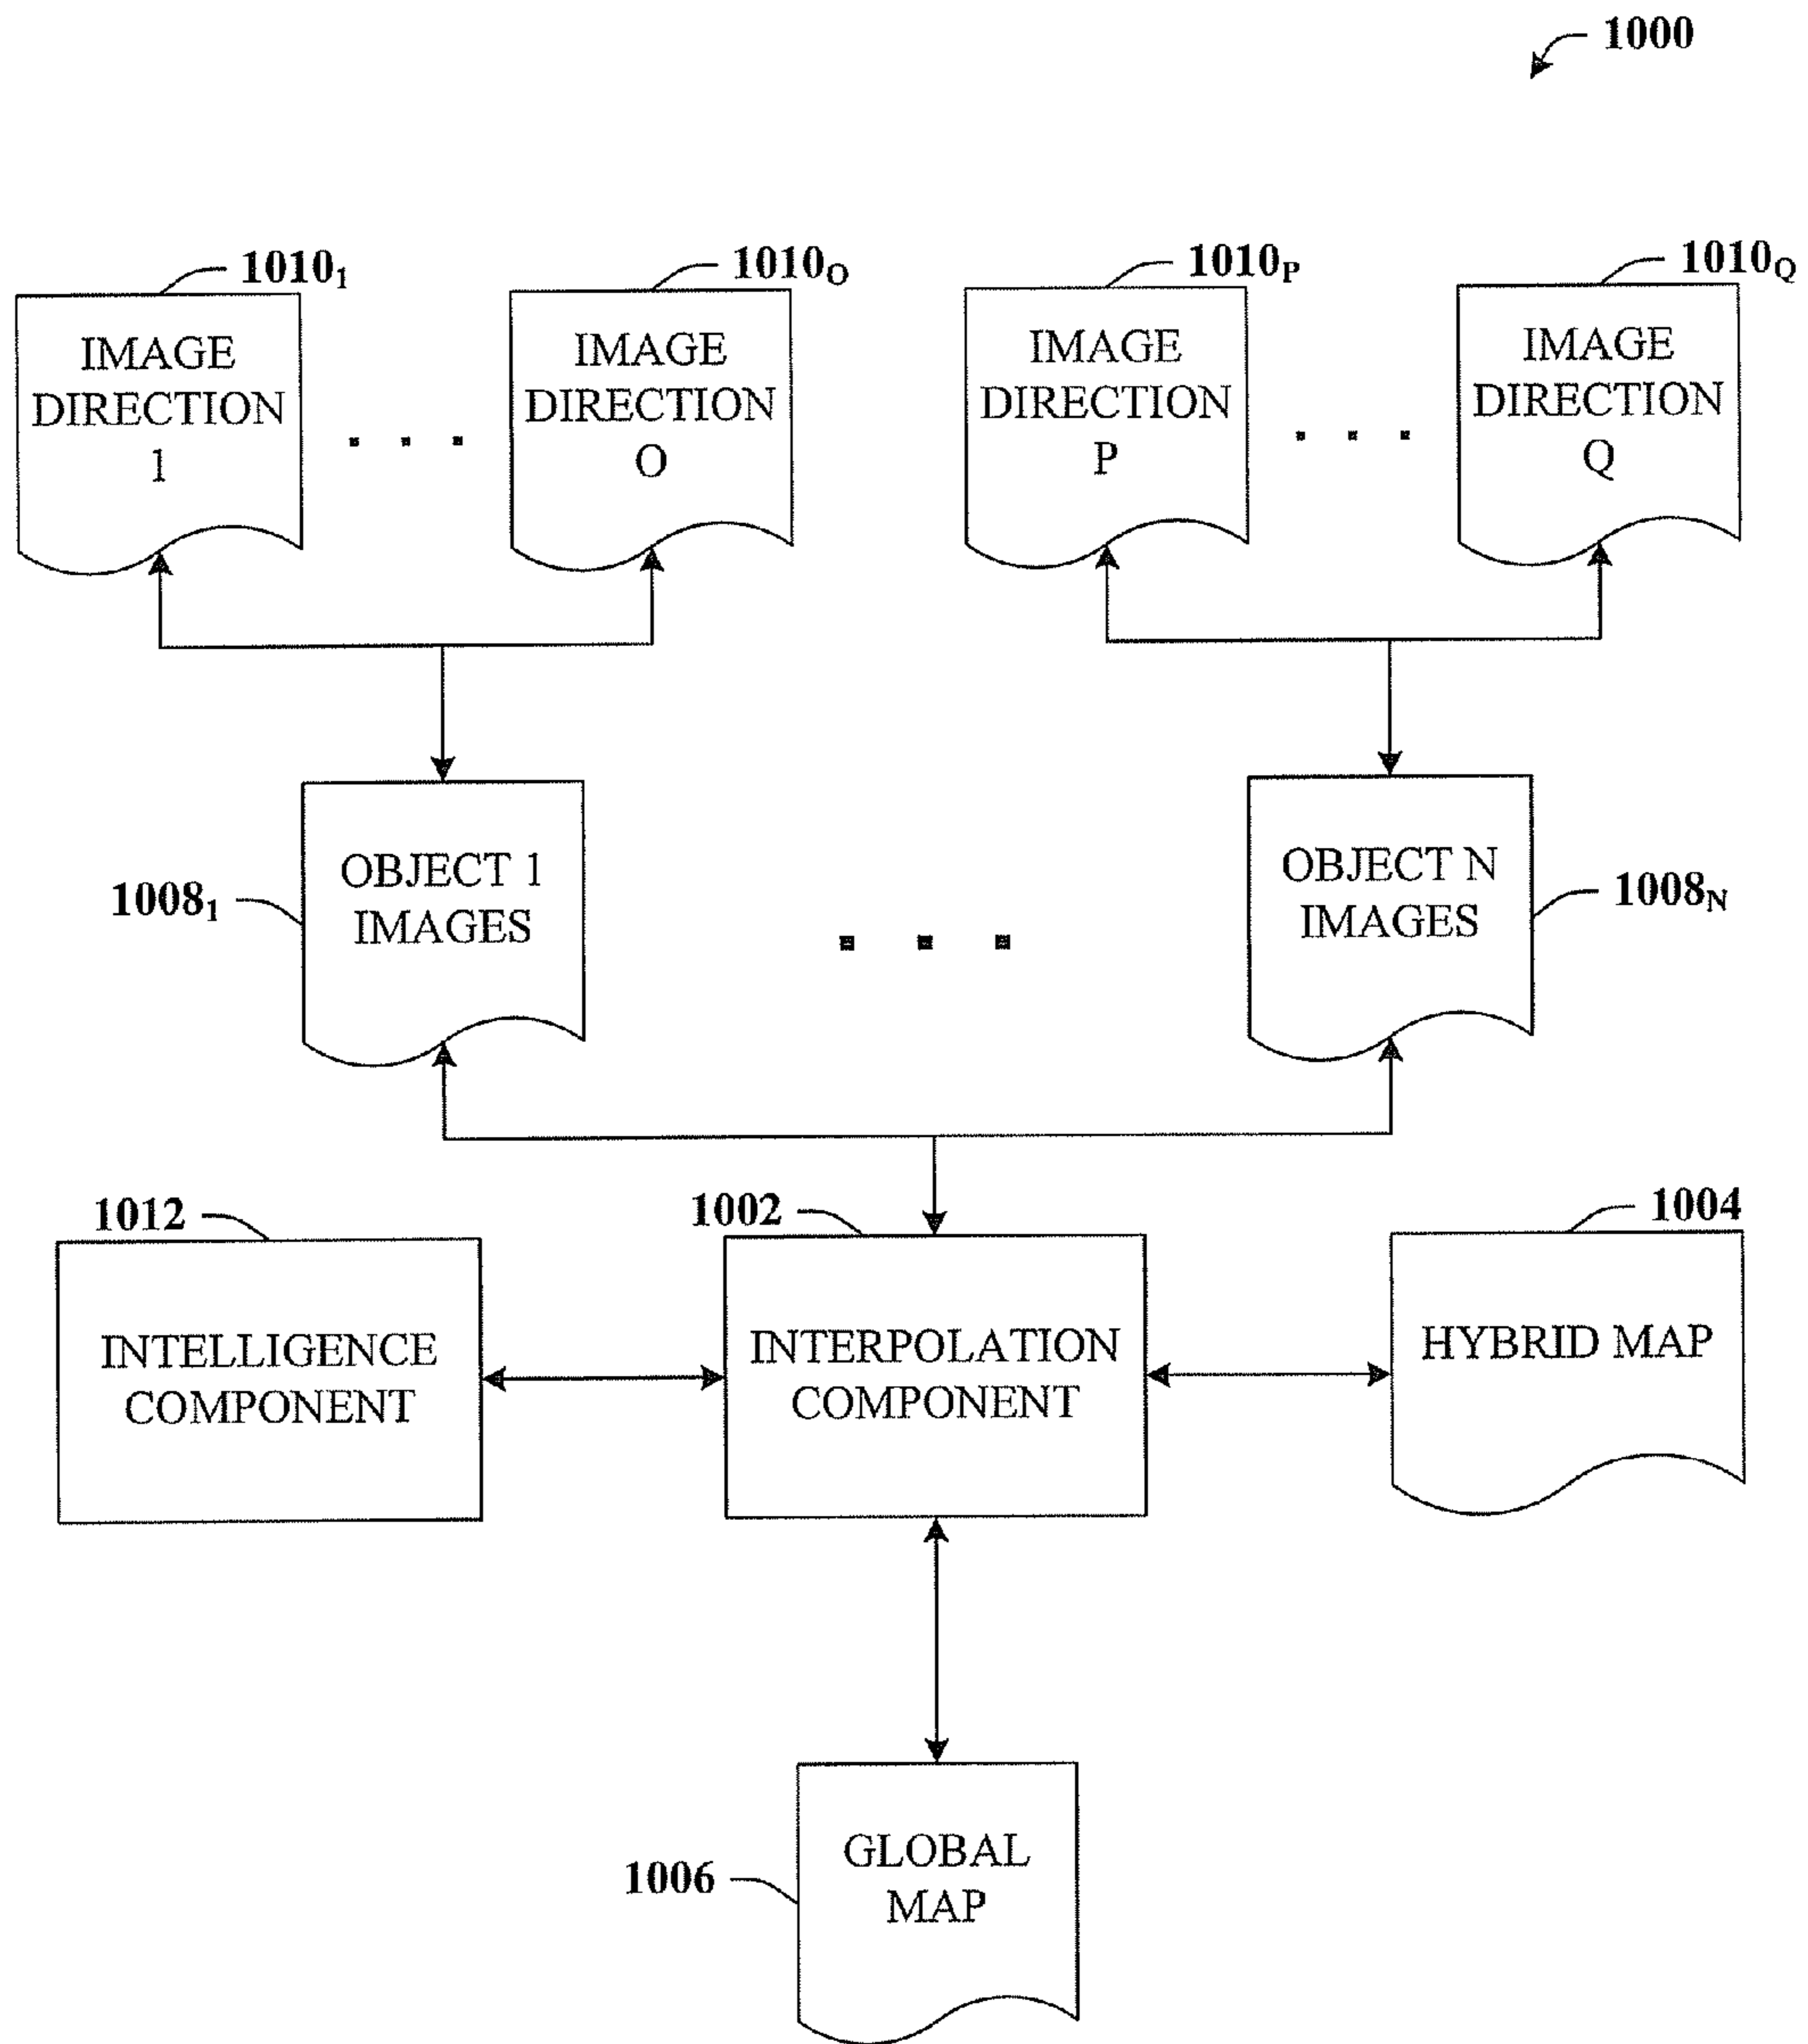 1000
1010₁
1010O
1010P
1010Q
IMAGE
DIRECTION
1
IMAGE
DIRECTION
O
IMAGE
DIRECTION
P
IMAGE
DIRECTION
Q
1008₁
OBJECT 1
IMAGES
OBJECT N
IMAGES
1008N
1012
1002
1004
INTELLIGENCE
COMPONENT
INTERPOLATION
COMPONENT
HYBRID MAP
1006
GLOBAL
MAP